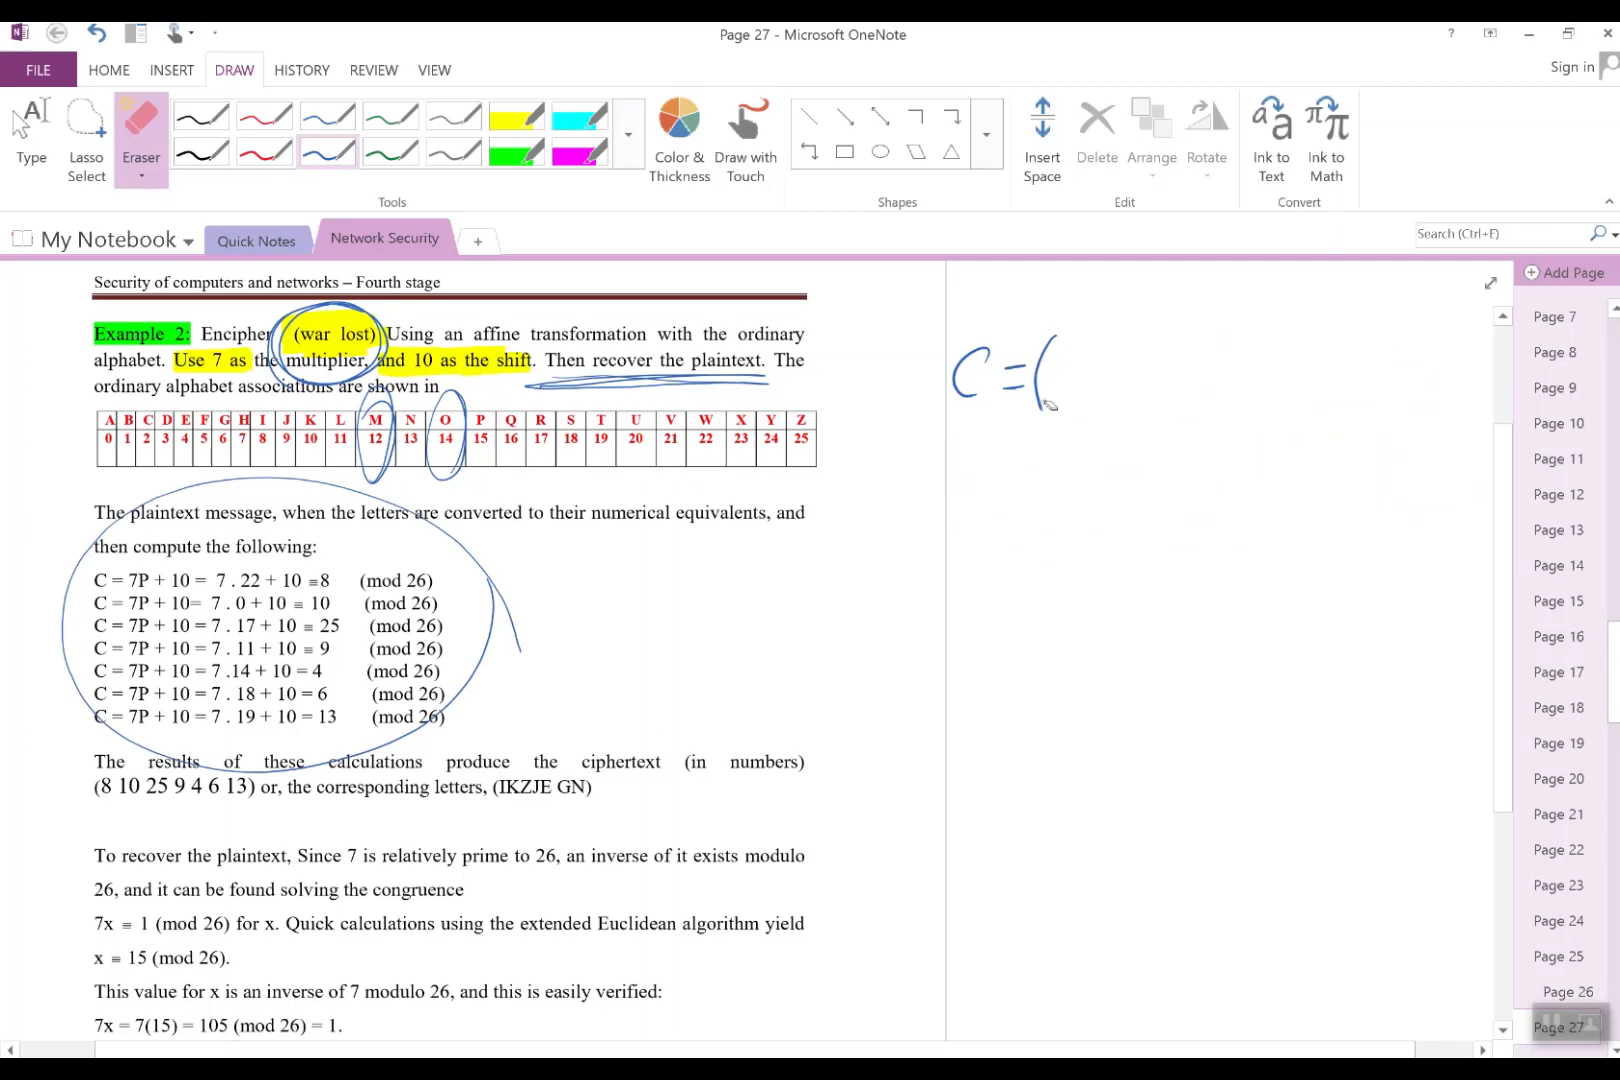 Page 27 - Microsoft OneNote
?
FILE HOME INSERT DRAW HISTORY REVIEW VIEW
Sign in
Type
Lasso Select
Eraser
Color & Thickness
Draw with Touch
Insert Space
Delete
Arrange
Rotate
Ink to Text
Ink to Math
Tools
Shapes
Edit
Convert
My Notebook
Quick Notes
Network Security
+
Search (Ctrl+E)
Add Page
Security of computers and networks – Fourth stage
Example 2: Encipher (war lost) Using an affine transformation with the ordinary
alphabet. Use 7 as the multiplier, and 10 as the shift. Then recover the plaintext. The
ordinary alphabet associations are shown in
A B C D E F G H I J K L M N O P Q R S T U V W X Y Z
0 1 2 3 4 5 6 7 8 9 10 11 12 13 14 15 16 17 18 19 20 21 22 23 24 25
The plaintext message, when the letters are converted to their numerical equivalents, and
then compute the following:
C = 7P + 10 = 7 . 22 + 10 ≡8 (mod 26)
C = 7P + 10= 7 . 0 + 10 ≡ 10 (mod 26)
C = 7P + 10 = 7 . 17 + 10 ≡ 25 (mod 26)
C = 7P + 10 = 7 . 11 + 10 ≡ 9 (mod 26)
C = 7P + 10 = 7 .14 + 10 = 4 (mod 26)
C = 7P + 10 = 7 . 18 + 10 = 6 (mod 26)
C = 7P + 10 = 7 . 19 + 10 = 13 (mod 26)
The results of these calculations produce the ciphertext (in numbers)
(8 10 25 9 4 6 13) or, the corresponding letters, (IKZJE GN)
To recover the plaintext, Since 7 is relatively prime to 26, an inverse of it exists modulo
26, and it can be found solving the congruence
7x ≡ 1 (mod 26) for x. Quick calculations using the extended Euclidean algorithm yield
x ≡ 15 (mod 26).
This value for x is an inverse of 7 modulo 26, and this is easily verified:
7x = 7(15) = 105 (mod 26) = 1.
C = (
Page 7
Page 8
Page 9
Page 10
Page 11
Page 12
Page 13
Page 14
Page 15
Page 16
Page 17
Page 18
Page 19
Page 20
Page 21
Page 22
Page 23
Page 24
Page 25
Page 26
Page 27